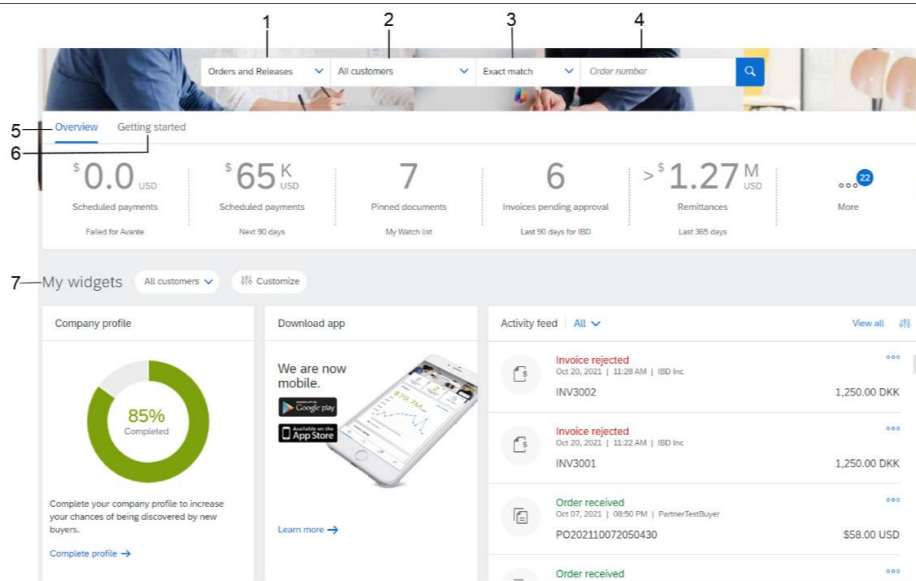 1
2
3
4
Orders and Releases
All customers
Exact match
Order number
5
Overview
Getting started
6
$ 0.0 USD
Scheduled payments
Failed for Avante
$ 65 K USD
Scheduled payments
Next 90 days
7
Pinned documents
My Watch list
6
Invoices pending approval
Last 90 days for IBD
> $ 1.27 M USD
Remittances
Last 365 days
22
More
7
My widgets
All customers
Customize
Company profile
85%
Completed
Complete your company profile to increase
your chances of being discovered by new
buyers.
Complete profile →
Download app
We are now
mobile.
Google play
Available on the
App Store
Learn more →
Activity feed | All
View all
Invoice rejected
Oct 20, 2021 | 11:28 AM | IBD Inc
INV3002
1,250.00 DKK
Invoice rejected
Oct 20, 2021 | 11:22 AM | IBD Inc
INV3001
1,250.00 DKK
Order received
Oct 07, 2021 | 08:50 PM | PartnerTestBuyer
PO202110072050430
$58.00 USD
Order received